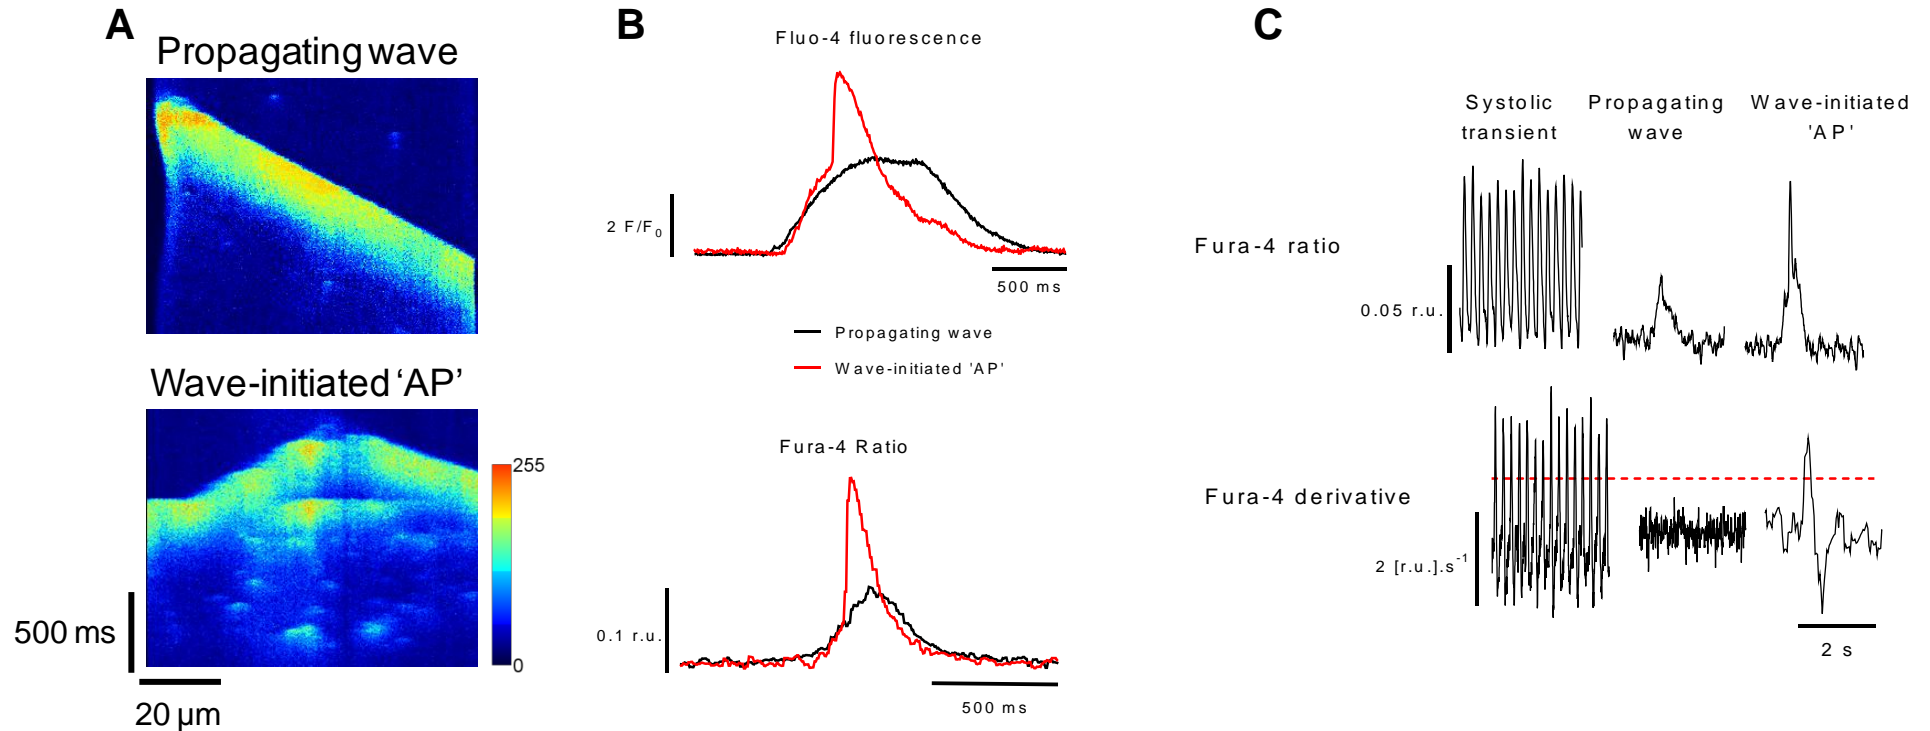 A
Propagating wave
Wave-initiated ‘AP’
255
0
500 ms
20 µm
B
Fluo-4 fluorescence
2 F/F0
500 ms
Propagating wave
Wave-initiated 'AP'
Fura-4 Ratio
0.1 r.u.
500 ms
C
Systolic
transient
Propagating
wave
Wave-initiated
'AP'
Fura-4 ratio
0.05 r.u.
Fura-4 derivative
2 [r.u.].s-1
2 s